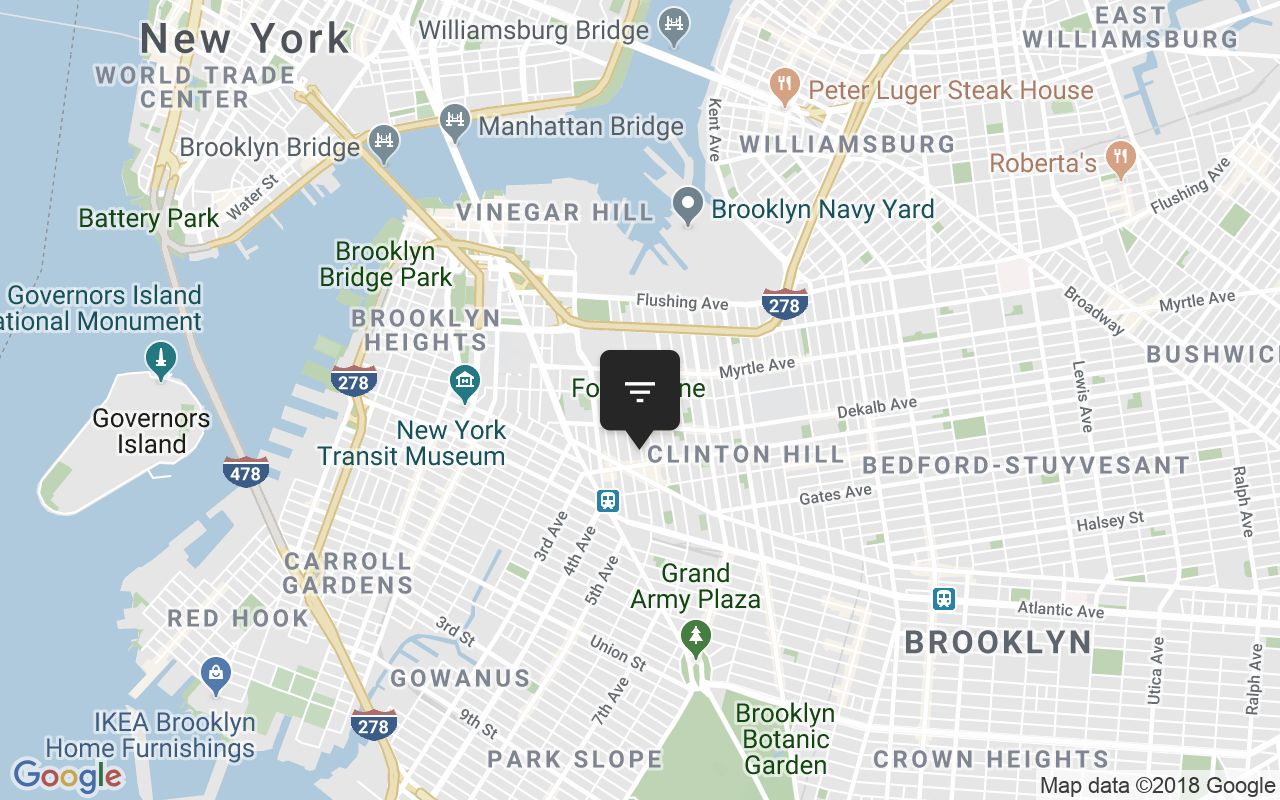 New York
WORLD TRADE
CENTER
Williamsburg Bridge
EAST
WILLIAMSBURG
Peter Luger Steak House
Kent Ave
Manhattan Bridge
Brooklyn Bridge
WILLIAMSBURG
Roberta's
Flushing Ave
Water St
Battery Park
VINEGAR HILL
Brooklyn Navy Yard
Brooklyn
Bridge Park
Governors Island
ational Monument
Flushing Ave
278
Broadway
Myrtle Ave
BROOKLYN
HEIGHTS
BUSHWIC
278
Myrtle Ave
Lewis Ave
Dekalb Ave
Governors
Island
New York
Transit Museum
CLINTON HILL
BEDFORD-STUYVESANT
478
Gates Ave
Ralph Ave
Halsey St
3rd Ave
4th Ave
5th Ave
CARROLL
GARDENS
Grand
Army Plaza
RED HOOK
Atlantic Ave
3rd St
Union St
BROOKLYN
GOWANUS
Utica Ave
Ralph Ave
7th Ave
9th St
278
IKEA Brooklyn
Home Furnishings
Brooklyn
Botanic
Garden
PARK SLOPE
CROWN HEIGHTS
Google
Map data ©2018 Google